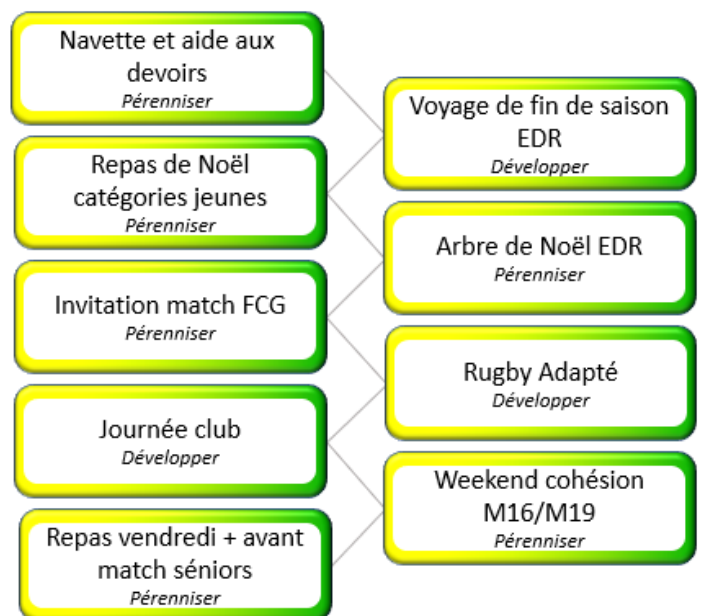 Navette et aide aux
devoirs
Pérenniser
Voyage de fin de saison
EDR
Développer
Repas de Noël
catégories jeunes
Pérenniser
Arbre de Noël EDR
Pérenniser
Invitation match FCG
Pérenniser
Rugby Adapté
Développer
Journée club
Développer
Weekend cohésion
M16/M19
Pérenniser
Repas vendredi + avant
match séniors
Pérenniser